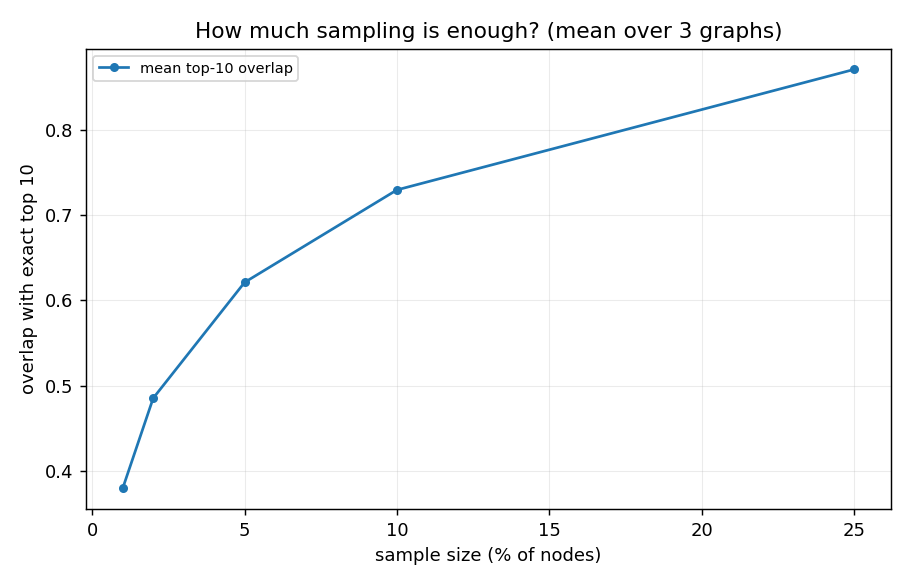 How much sampling is enough? (mean over 3 graphs)
mean top-10 overlap
overlap with exact top 10
0.8
0.7
0.6
0.5
0.4
0 5 10 15 20 25
sample size (% of nodes)